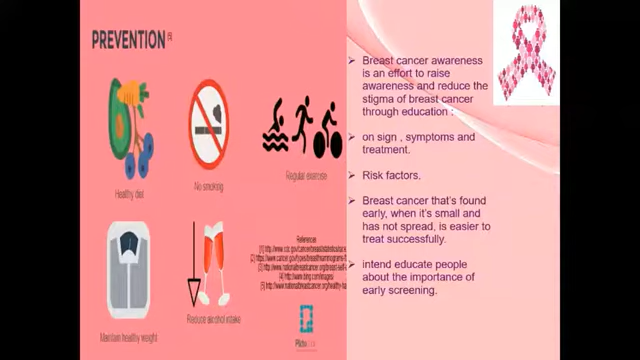 PREVENTION [5]
Healthy diet
No smoking
Regular exercise
Maintain healthy weight
Reduce alcohol intake
References
➢ Breast cancer awareness
is an effort to raise
awareness and reduce the
stigma of breast cancer
through education :
➢ on sign , symptoms and
treatment.
➢ Risk factors.
➢ Breast cancer that's found
early, when it's small and
has not spread, is easier to
treat successfully.
➢ intend educate people
about the importance of
early screening.